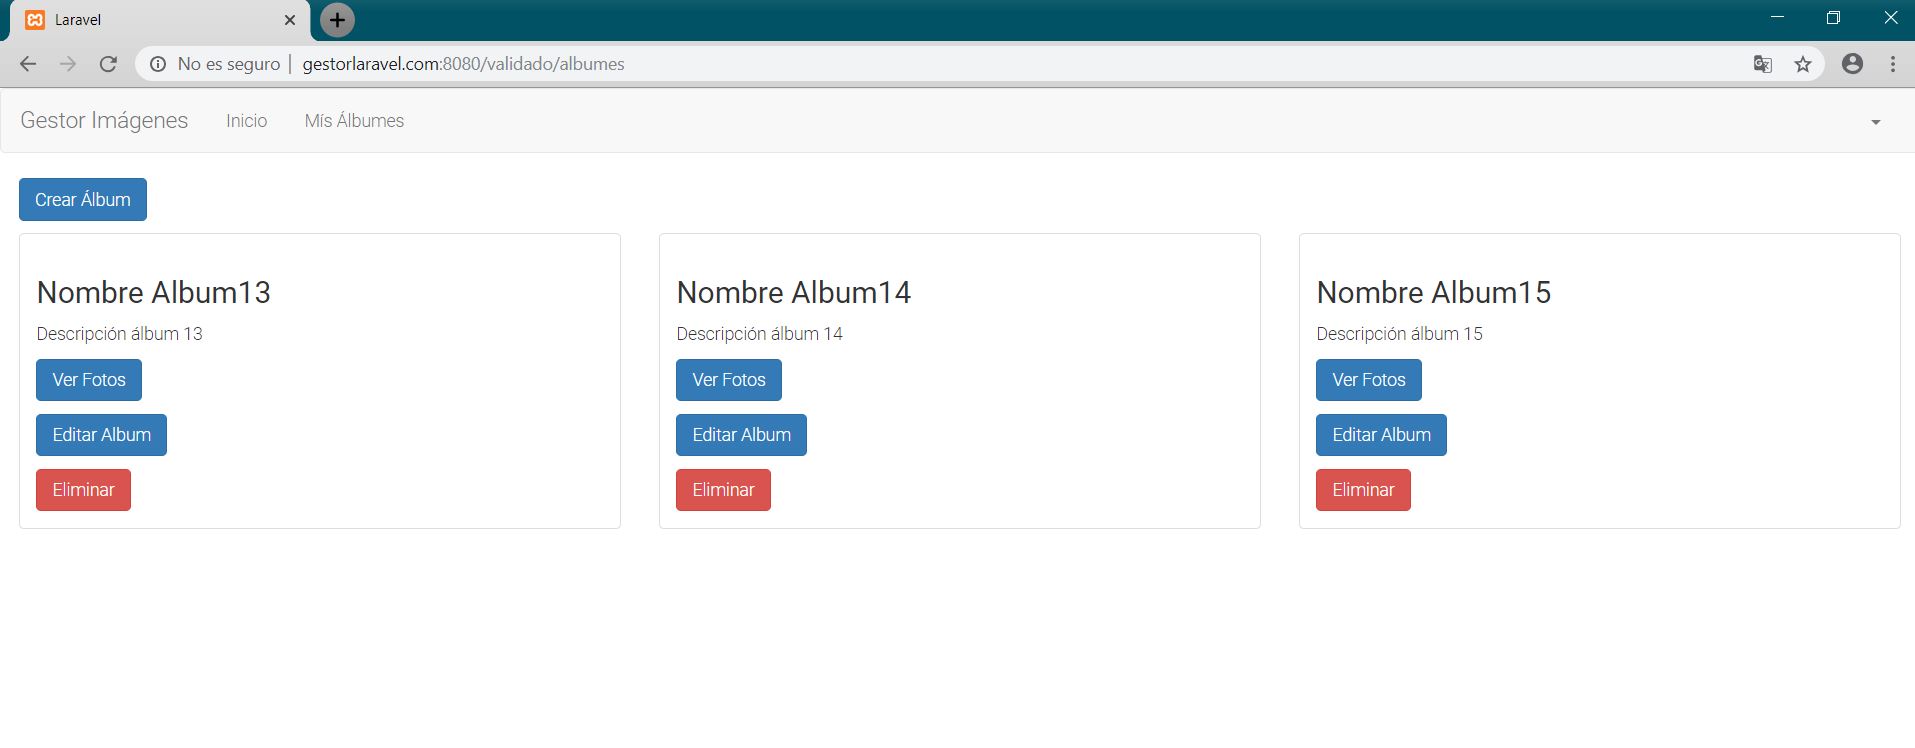 Laravel
No es seguro | gestorlaravel.com:8080/validado/albumes
Gestor Imágenes Inicio Mís Álbumes
Crear Álbum
Nombre Album13
Descripción álbum 13
Ver Fotos
Editar Album
Eliminar
Nombre Album14
Descripción álbum 14
Ver Fotos
Editar Album
Eliminar
Nombre Album15
Descripción álbum 15
Ver Fotos
Editar Album
Eliminar